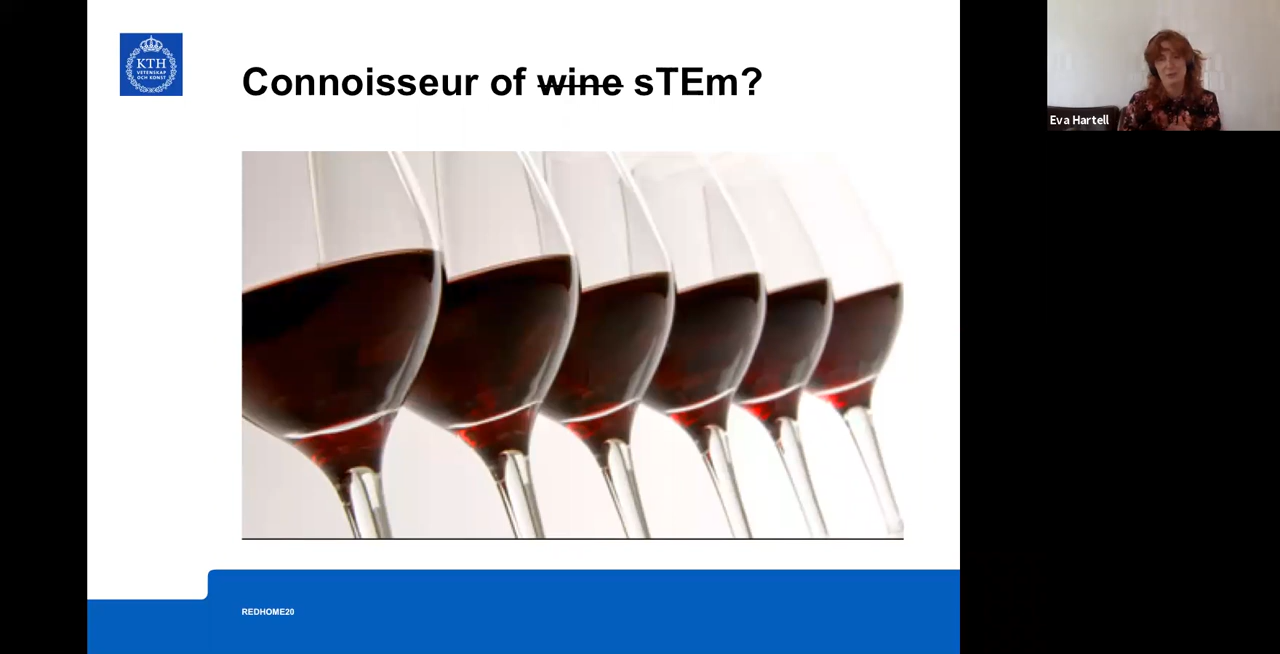 KTH
VETENSKAP
OCH KONST
Connoisseur of wine sTEm?
Eva Hartell
REDHOME20